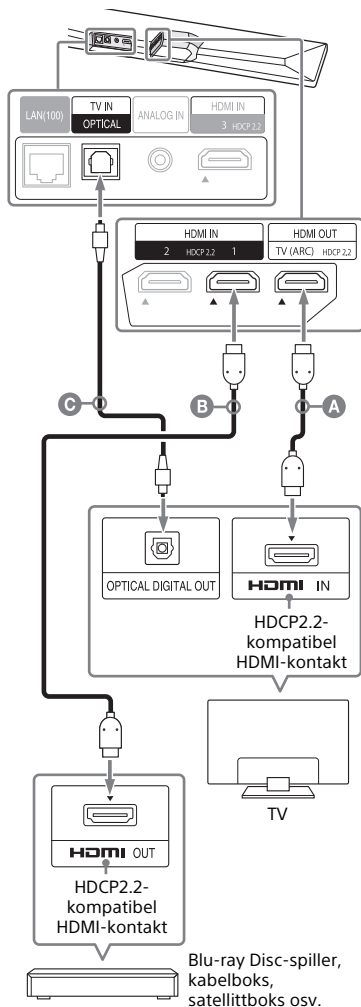 LAN(100)
TV IN
OPTICAL
ANALOG IN
HDMI IN
3 HDCP 2.2
HDMI IN
2 HDCP 2.2 1
HDMI OUT
TV (ARC) HDCP 2.2
C
B
A
OPTICAL DIGITAL OUT
HDMI IN
HDCP2.2-
kompatibel
HDMI-kontakt
TV
HDMI OUT
HDCP2.2-
kompatibel
HDMI-kontakt
Blu-ray Disc-spiller,
kabelboks,
satellittboks osv.